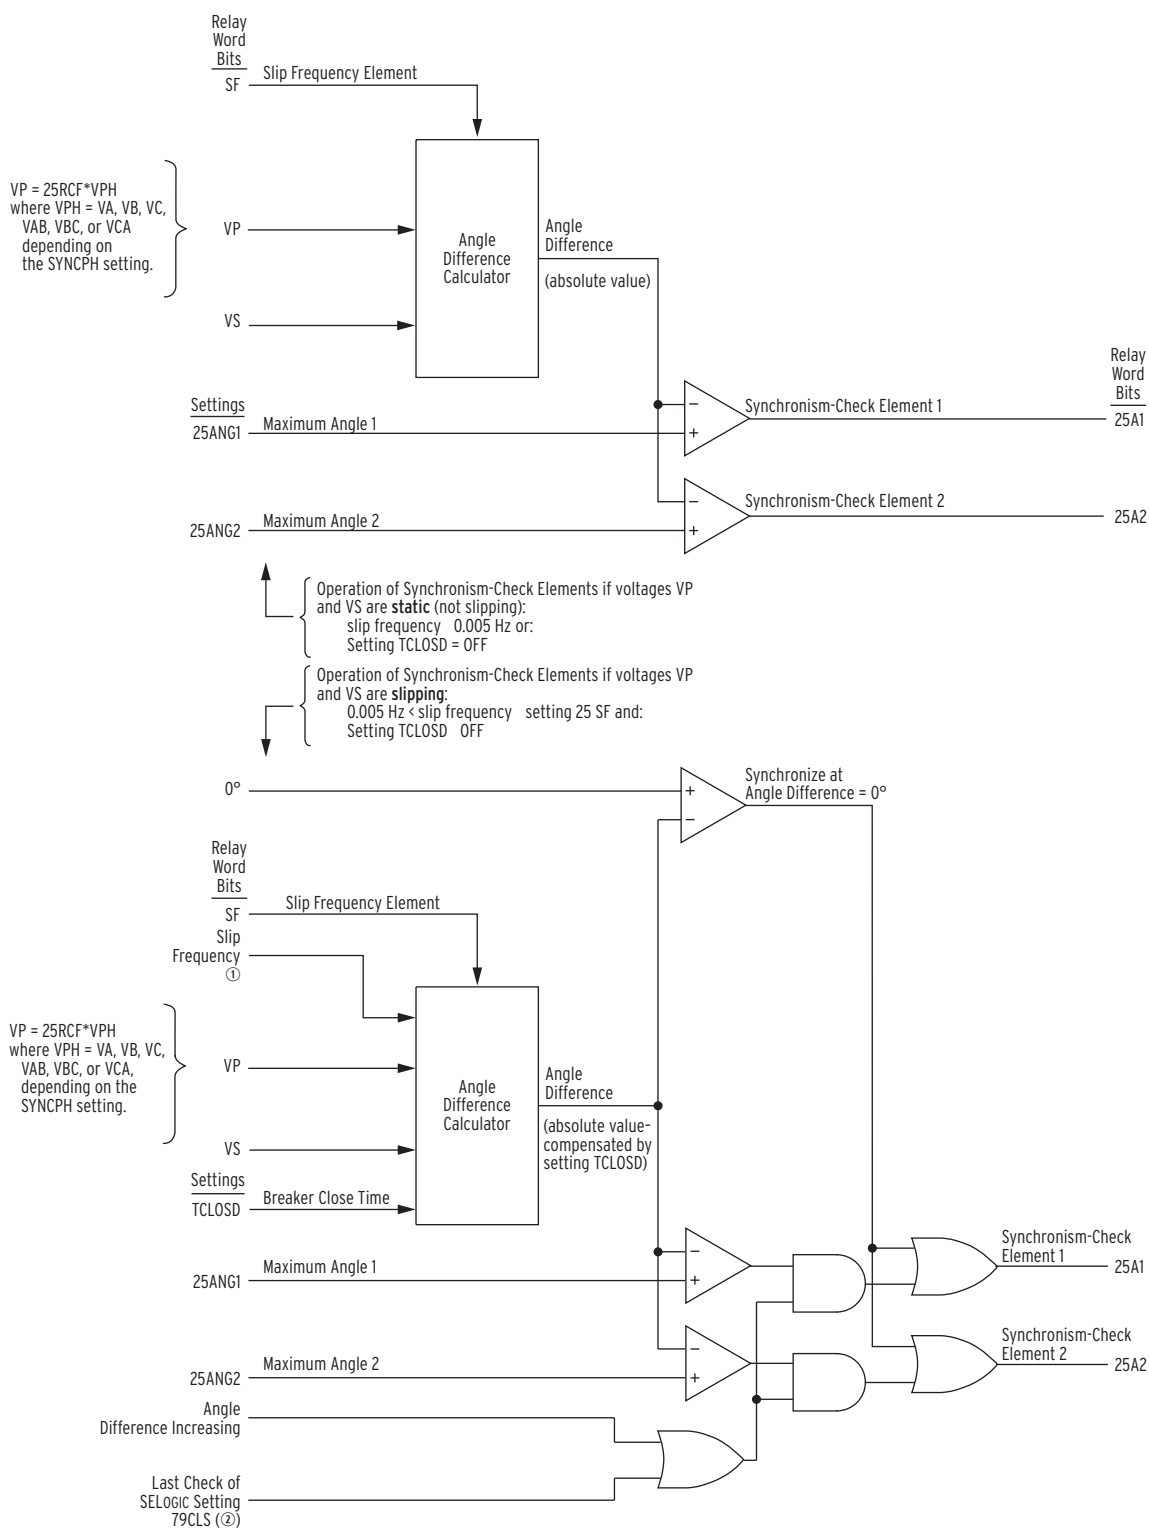 Relay
Word
Bits
SF
Slip Frequency Element
VP = 25RCF*VPH
where VPH = VA, VB, VC,
VAB, VBC, or VCA
depending on
the SYNCPH setting.
VP
VS
Angle
Difference
Calculator
Angle
Difference
(absolute value)
Settings
25ANG1
Maximum Angle 1
25ANG2
Maximum Angle 2
−
+
Synchronism-Check Element 1
−
+
Synchronism-Check Element 2
Relay
Word
Bits
25A1
25A2
Operation of Synchronism-Check Elements if voltages VP
and VS are static (not slipping):
slip frequency 0.005 Hz or:
Setting TCLOSD = OFF
Operation of Synchronism-Check Elements if voltages VP
and VS are slipping:
0.005 Hz < slip frequency setting 25 SF and:
Setting TCLOSD OFF
0°
+
−
Synchronize at
Angle Difference = 0°
Relay
Word
Bits
SF
Slip Frequency Element
Slip
Frequency
①
VP = 25RCF*VPH
where VPH = VA, VB, VC,
VAB, VBC, or VCA,
depending on the
SYNCPH setting.
VP
VS
Settings
TCLOSD
Breaker Close Time
Angle
Difference
Calculator
Angle
Difference
(absolute value-
compensated by
setting TCLOSD)
25ANG1
Maximum Angle 1
−
+
25ANG2
Maximum Angle 2
−
+
Synchronism-Check
Element 1
25A1
Synchronism-Check
Element 2
25A2
Angle
Difference Increasing
Last Check of
SELOGIC Setting
79CLS (②)